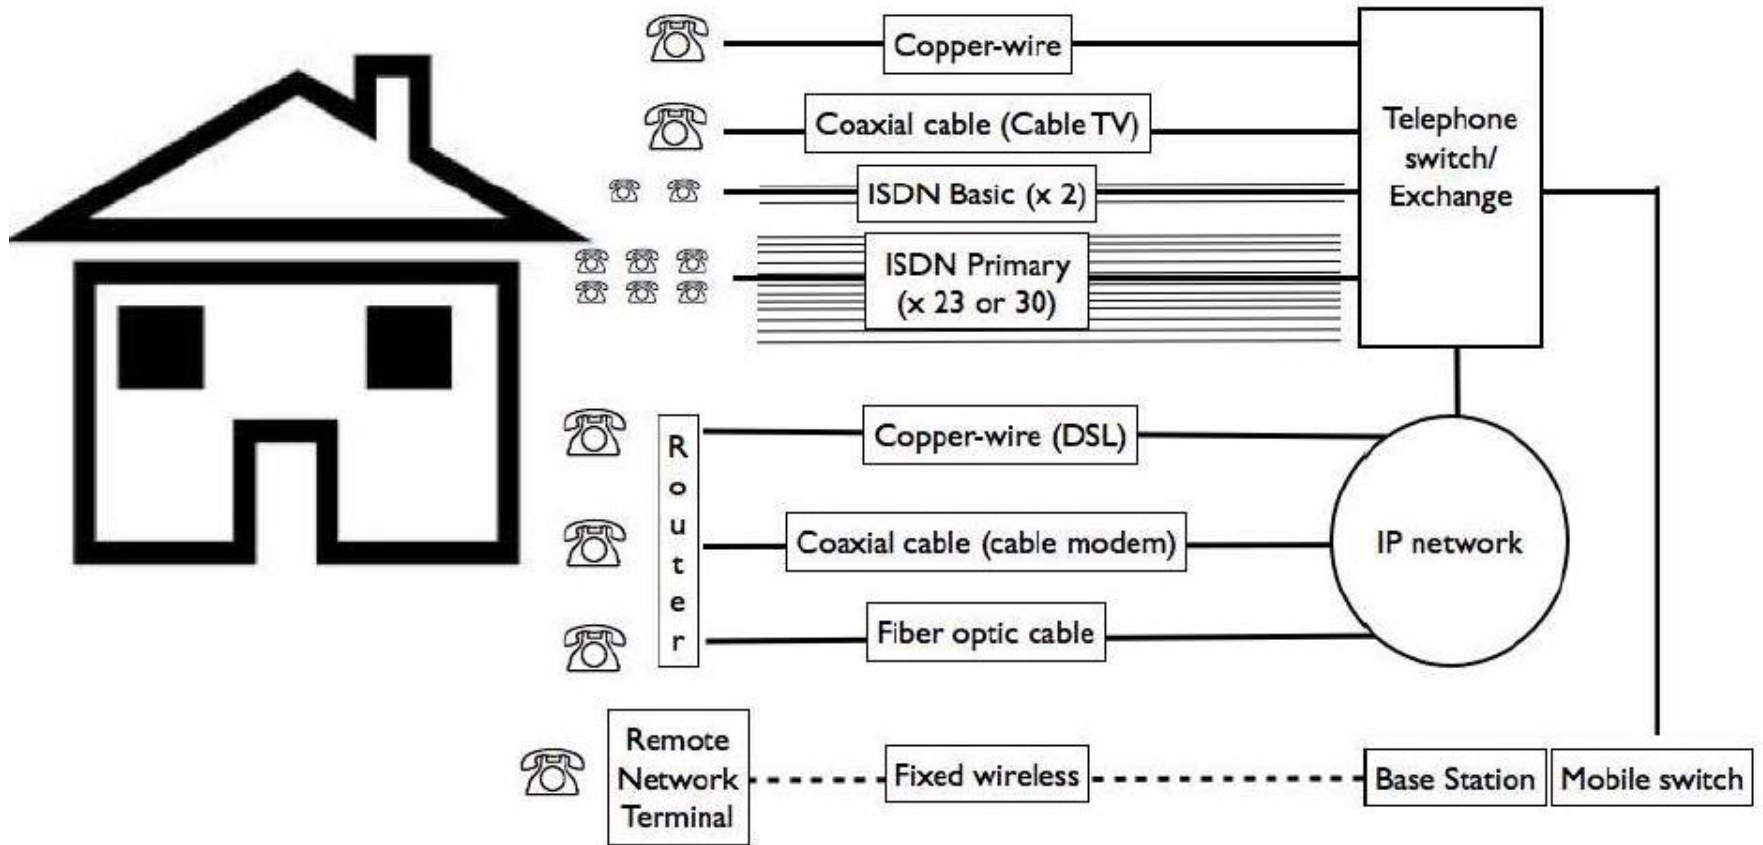 Copper-wire
Coaxial cable (Cable TV)
ISDN Basic (x 2)
ISDN Primary
(x 23 or 30)
Telephone
switch/
Exchange
Router
Copper-wire (DSL)
Coaxial cable (cable modem)
Fiber optic cable
IP network
Remote
Network
Terminal
Fixed wireless
Base Station
Mobile switch